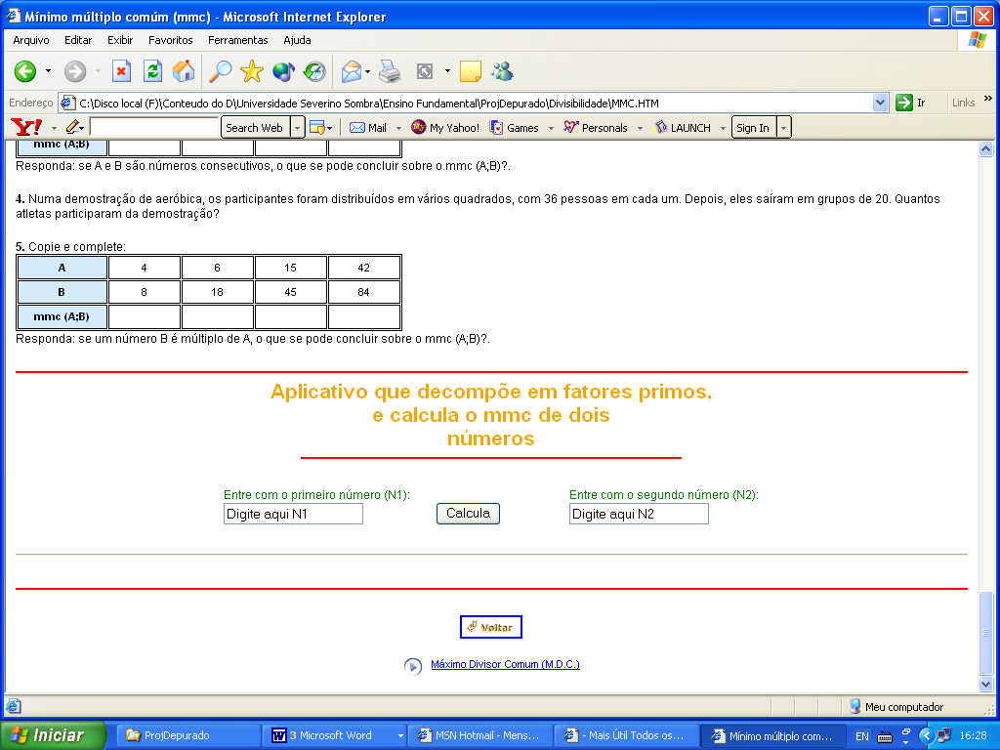 Mínimo múltiplo comúm (mmc) - Microsoft Internet Explorer
Arquivo Editar Exibir Favoritos Ferramentas Ajuda
Endereço C:\Disco local (F)\Conteudo do D\Universidade Severino Sombra\Ensino Fundamental\ProjDepurado\Divisibilidade\MMC.HTM Ir Links »
Y! Search Web Mail My Yahoo! Games Personals LAUNCH Sign In
mmc (A;B)
Responda: se A e B são números consecutivos, o que se pode concluir sobre o mmc (A;B)?.
4. Numa demostração de aeróbica, os participantes foram distribuídos em vários quadrados, com 36 pessoas em cada um. Depois, eles saíram em grupos de 20. Quantos
atletas participaram da demostração?
5. Copie e complete:
A 4 6 15 42
B 8 18 45 84
mmc (A;B)
Responda: se um número B é múltiplo de A, o que se pode concluir sobre o mmc (A;B)?.
Aplicativo que decompõe em fatores primos,
e calcula o mmc de dois
números
Entre com o primeiro número (N1): Entre com o segundo número (N2):
Digite aqui N1 Calcula Digite aqui N2
Voltar
Máximo Divisor Comum (M.D.C.)
Meu computador
Iniciar ProjDepurado 3 Microsoft Word MSN Hotmail - Mens... - Mais Útil Todos os... Mínimo múltiplo com... EN 16:28